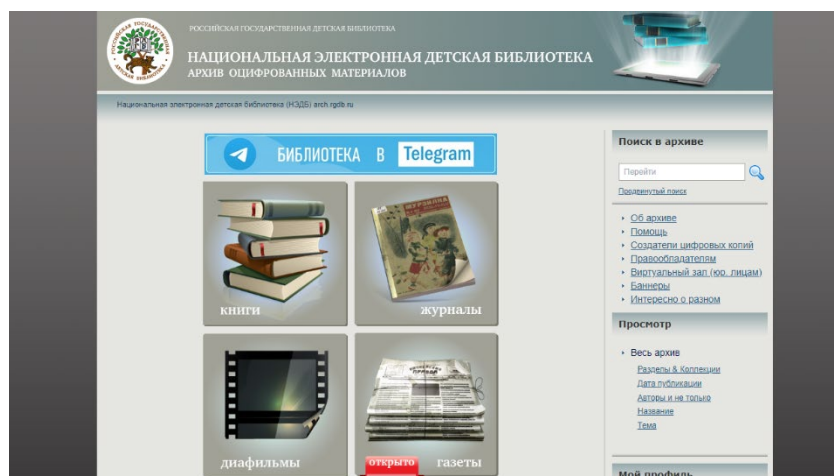 РОССИЙСКАЯ ГОСУДАРСТВЕННАЯ ДЕТСКАЯ БИБЛИОТЕКА
НАЦИОНАЛЬНАЯ ЭЛЕКТРОННАЯ ДЕТСКАЯ БИБЛИОТЕКА
АРХИВ ОЦИФРОВАННЫХ МАТЕРИАЛОВ
Национальная электронная детская библиотека (НЭДБ) arch.rgdb.ru
БИБЛИОТЕКА В Telegram
книги
журналы
диафильмы
открыто газеты
Поиск в архиве
Перейти
Продвинутый поиск
Об архиве
Помощь
Создатели цифровых копий
Правообладателям
Виртуальный зал (юр. лицам)
Баннеры
Интересно о разном
Просмотр
Весь архив
Разделы & Коллекции
Дата публикации
Авторы и не только
Название
Тема
Мой профиль